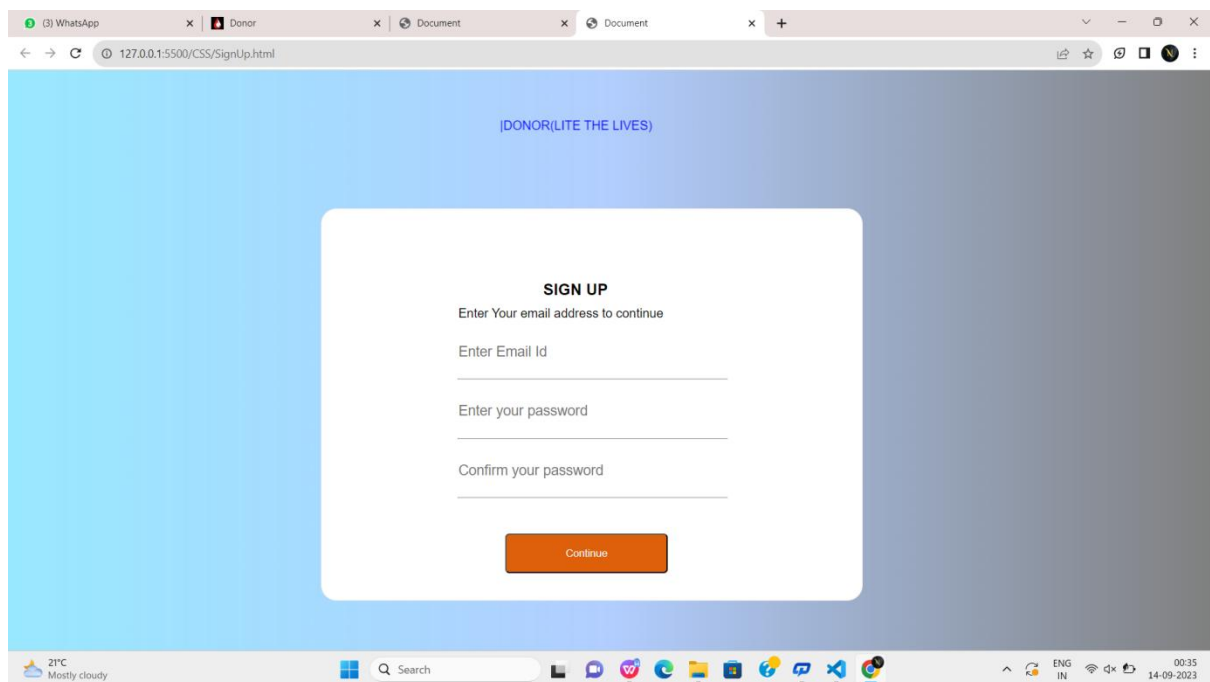 (3) WhatsApp
Donor
Document
Document
127.0.0.1:5500/CSS/SignUp.html
|DONOR(LITE THE LIVES)
SIGN UP
Enter Your email address to continue
Enter Email Id
Enter your password
Confirm your password
Continue
21°C
Mostly cloudy
Search
ENG
IN
00:35
14-09-2023